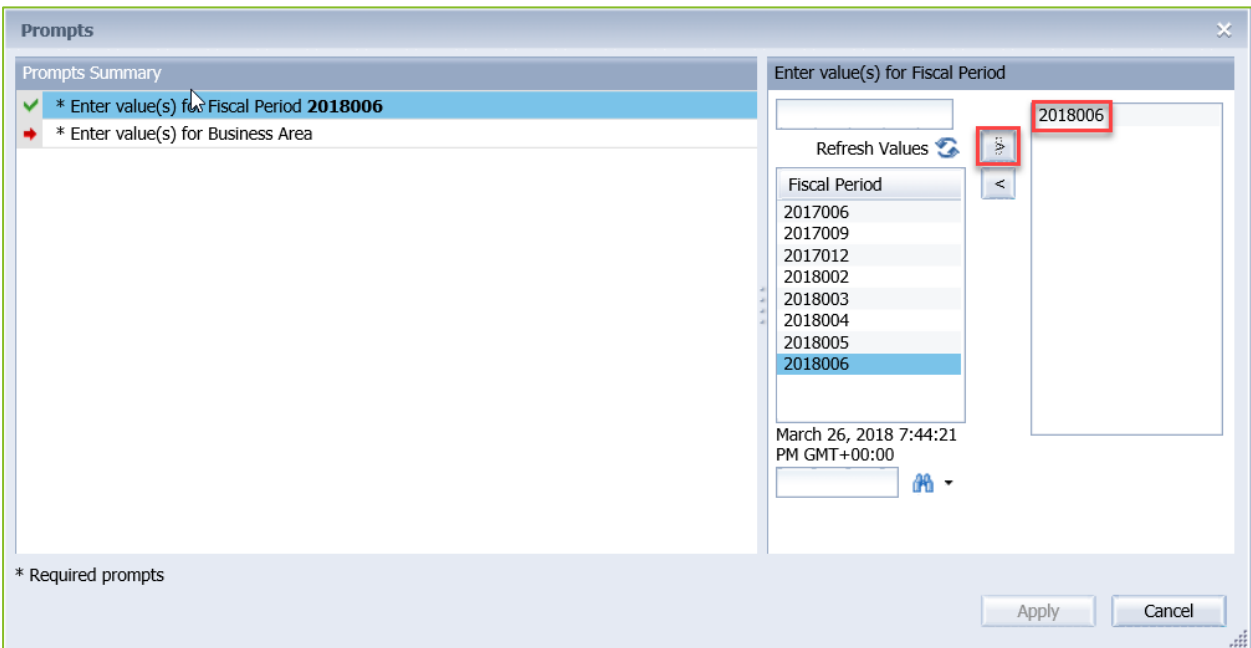 Prompts
Prompts Summary
* Enter value(s) for Fiscal Period 2018006
* Enter value(s) for Business Area
Enter value(s) for Fiscal Period
Refresh Values
>
<
Fiscal Period
2017006
2017009
2017012
2018002
2018003
2018004
2018005
2018006
March 26, 2018 7:44:21
PM GMT+00:00
2018006
* Required prompts
Apply
Cancel